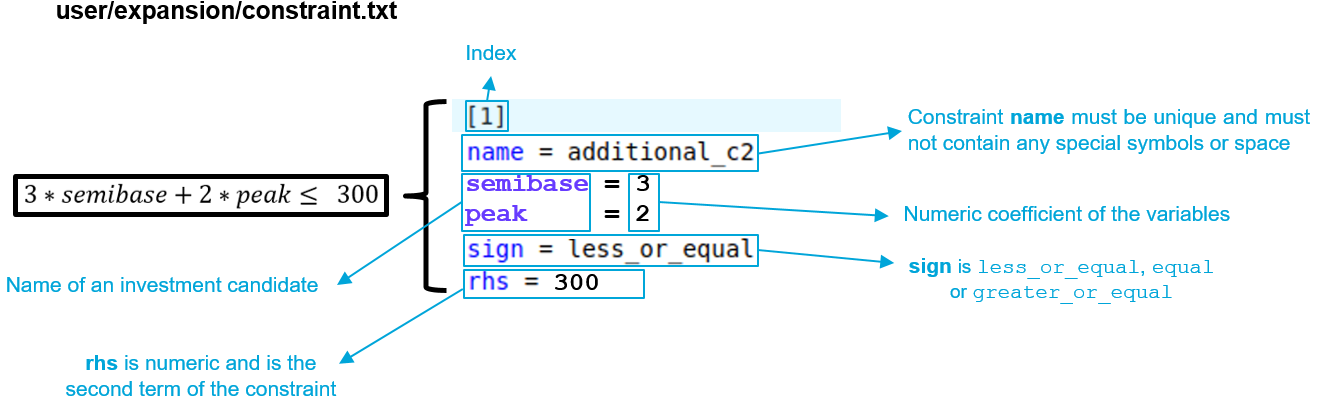 user/expansion/constraint.txt
Index
[1]
name = additional_c2
semibase = 3
peak = 2
sign = less_or_equal
rhs = 300
3 * semibase + 2 * peak ≤ 300
Constraint name must be unique and must
not contain any special symbols or space
Numeric coefficient of the variables
sign is less_or_equal, equal
or greater_or_equal
Name of an investment candidate
rhs is numeric and is the
second term of the constraint